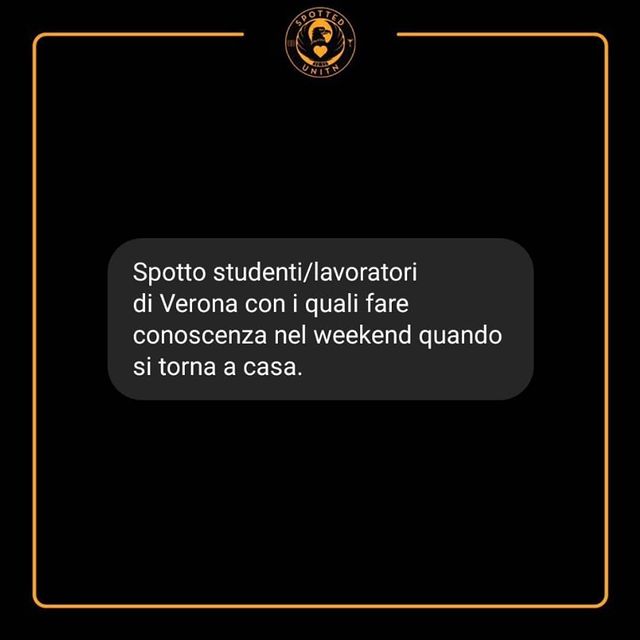 SPOTTED
UNITN
Spotto studenti/lavoratori
di Verona con i quali fare
conoscenza nel weekend quando
si torna a casa.